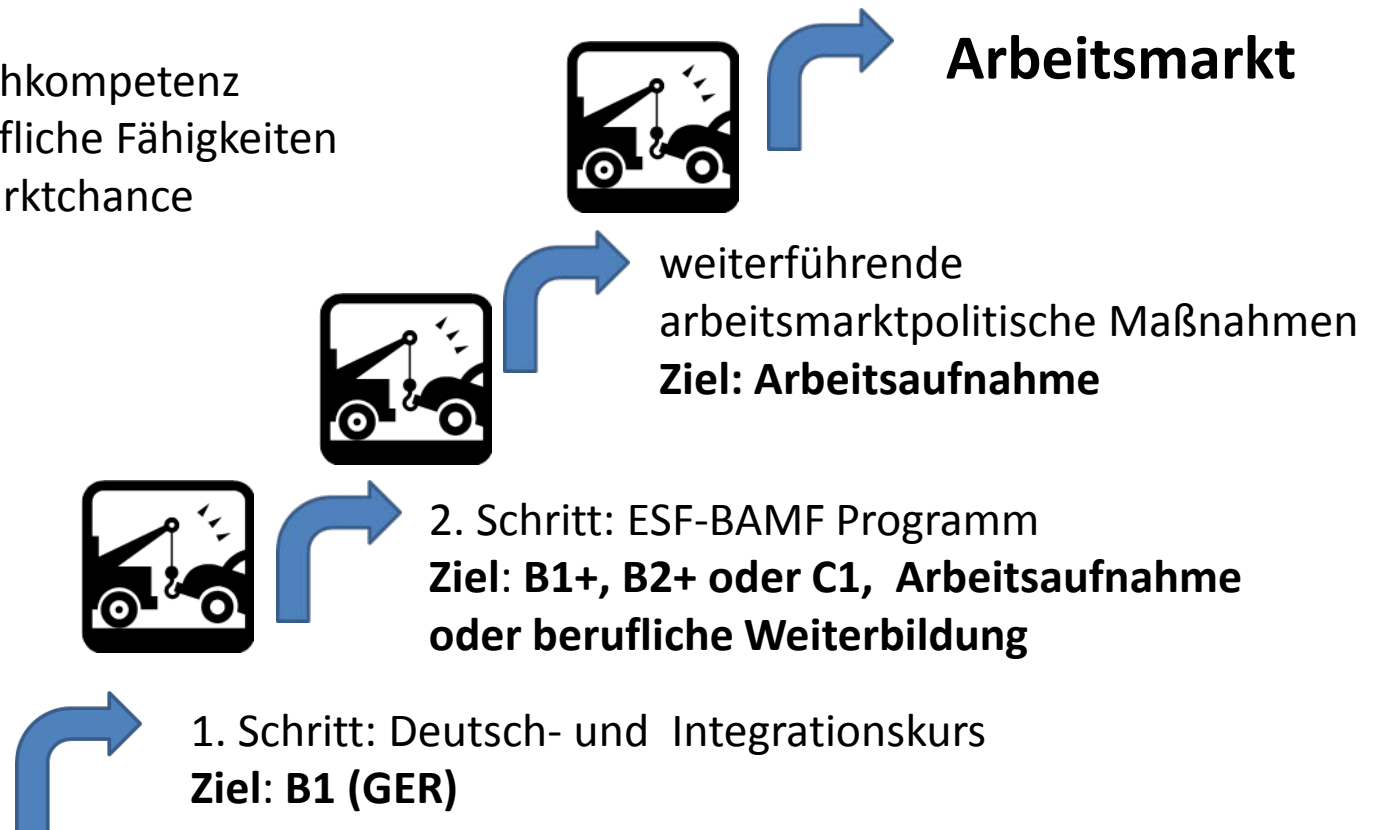 hkompetenz
fliche Fähigkeiten
rktchance
Arbeitsmarkt
weiterführende
arbeitsmarktpolitische Maßnahmen
Ziel: Arbeitsaufnahme
2. Schritt: ESF-BAMF Programm
Ziel: B1+, B2+ oder C1, Arbeitsaufnahme
oder berufliche Weiterbildung
1. Schritt: Deutsch- und Integrationskurs
Ziel: B1 (GER)